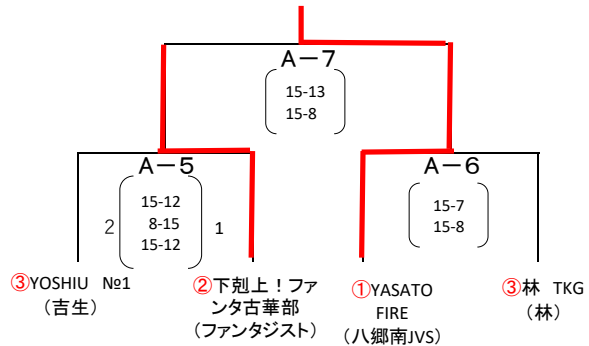 A－7
15-13
15-8
A－5
15-12
2 8-15 1
15-12
A－6
15-7
15-8
③YOSHIU №1
（吉生）
②下剋上！ファ
ンタ古華部
（ファンタジスト）
①YASATO
FIRE
（八郷南JVS）
③林 TKG
（林）